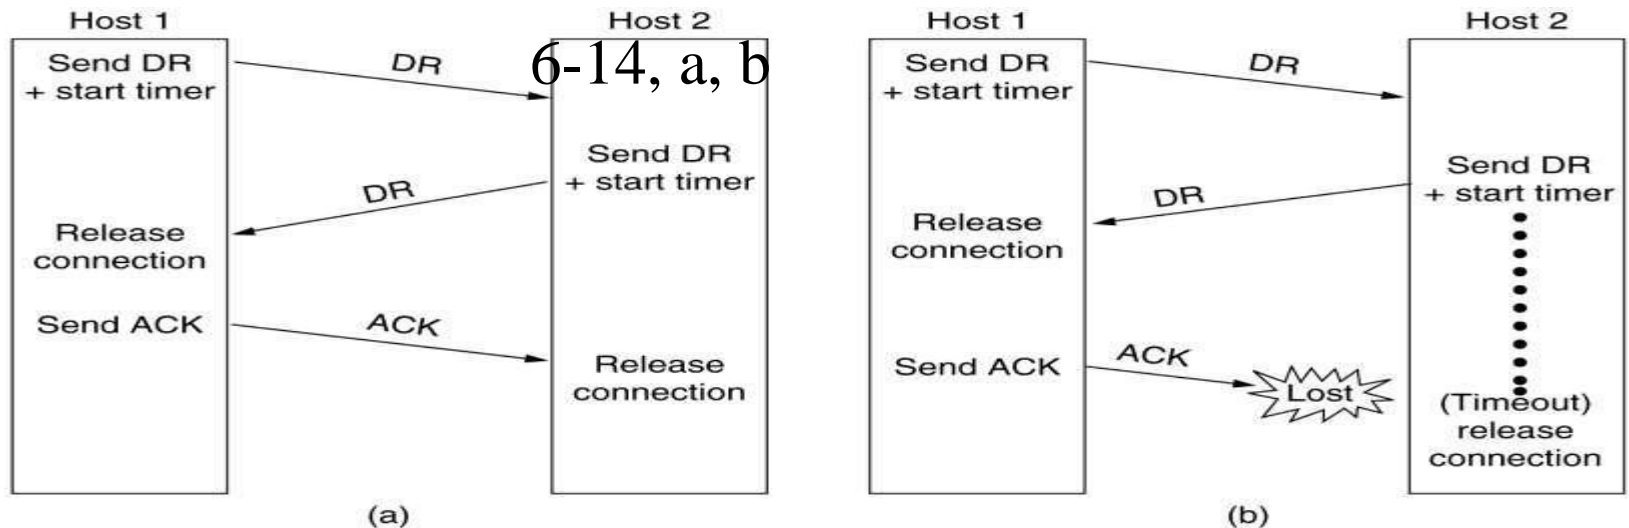 Host 1
Host 2
6-14, a, b
Send DR
+ start timer
DR
Send DR
+ start timer
DR
Release
connection
Send ACK
ACK
Release
connection
(a)
Host 1
Host 2
Send DR
+ start timer
DR
Send DR
+ start timer
DR
Release
connection
Send ACK
ACK
Lost
(Timeout)
release
connection
(b)